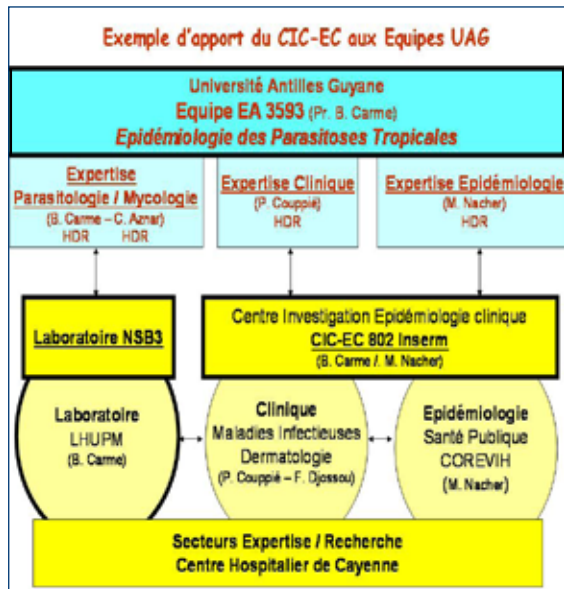 Exemple d'apport du CIC-EC aux Equipes UAG
Université Antilles Guyane
Equipe EA 3593 (Pr. B. Carme)
Epidémiologie des Parasitoses Tropicales
Expertise
Parasitologie / Mycologie
(B. Carme – C. Aznar)
HDR HDR
Expertise Clinique
(P. Couppié)
HDR
Expertise Epidémiologie
(M. Nacher)
HDR
Laboratoire NSB3
Centre Investigation Epidémiologie clinique
CIC-EC 802 Inserm
(B. Carme /. M. Nacher)
Laboratoire
LHUPM
(B. Carme)
Clinique
Maladies Infectieuses
Dermatologie
(P. Couppié – F. Djossou)
Epidémiologie
Santé Publique
COREVIH
(M. Nacher)
Secteurs Expertise / Recherche
Centre Hospitalier de Cayenne